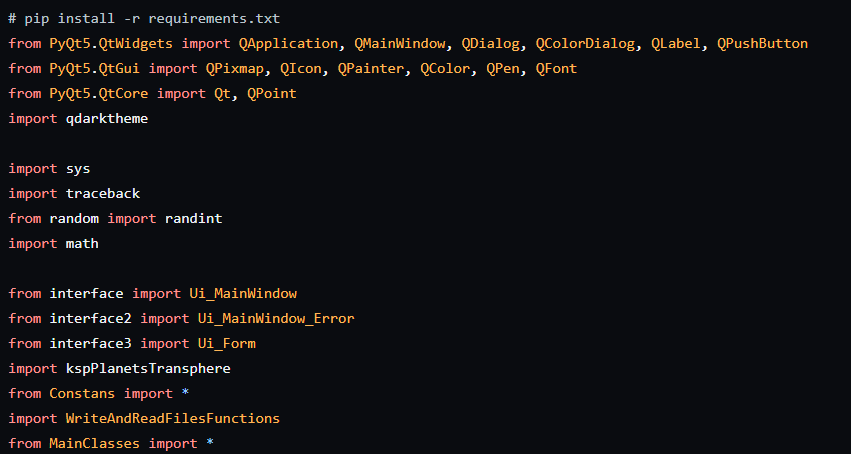 # pip install -r requirements.txt
from PyQt5.QtWidgets import QApplication, QMainWindow, QDialog, QColorDialog, QLabel, QPushButton
from PyQt5.QtGui import QPixmap, QIcon, QPainter, QColor, QPen, QFont
from PyQt5.QtCore import Qt, QPoint
import qdarktheme
import sys
import traceback
from random import randint
import math
from interface import Ui_MainWindow
from interface2 import Ui_MainWindow_Error
from interface3 import Ui_Form
import kspPlanetsTransphere
from Constans import *
import WriteAndReadFilesFunctions
from MainClasses import *